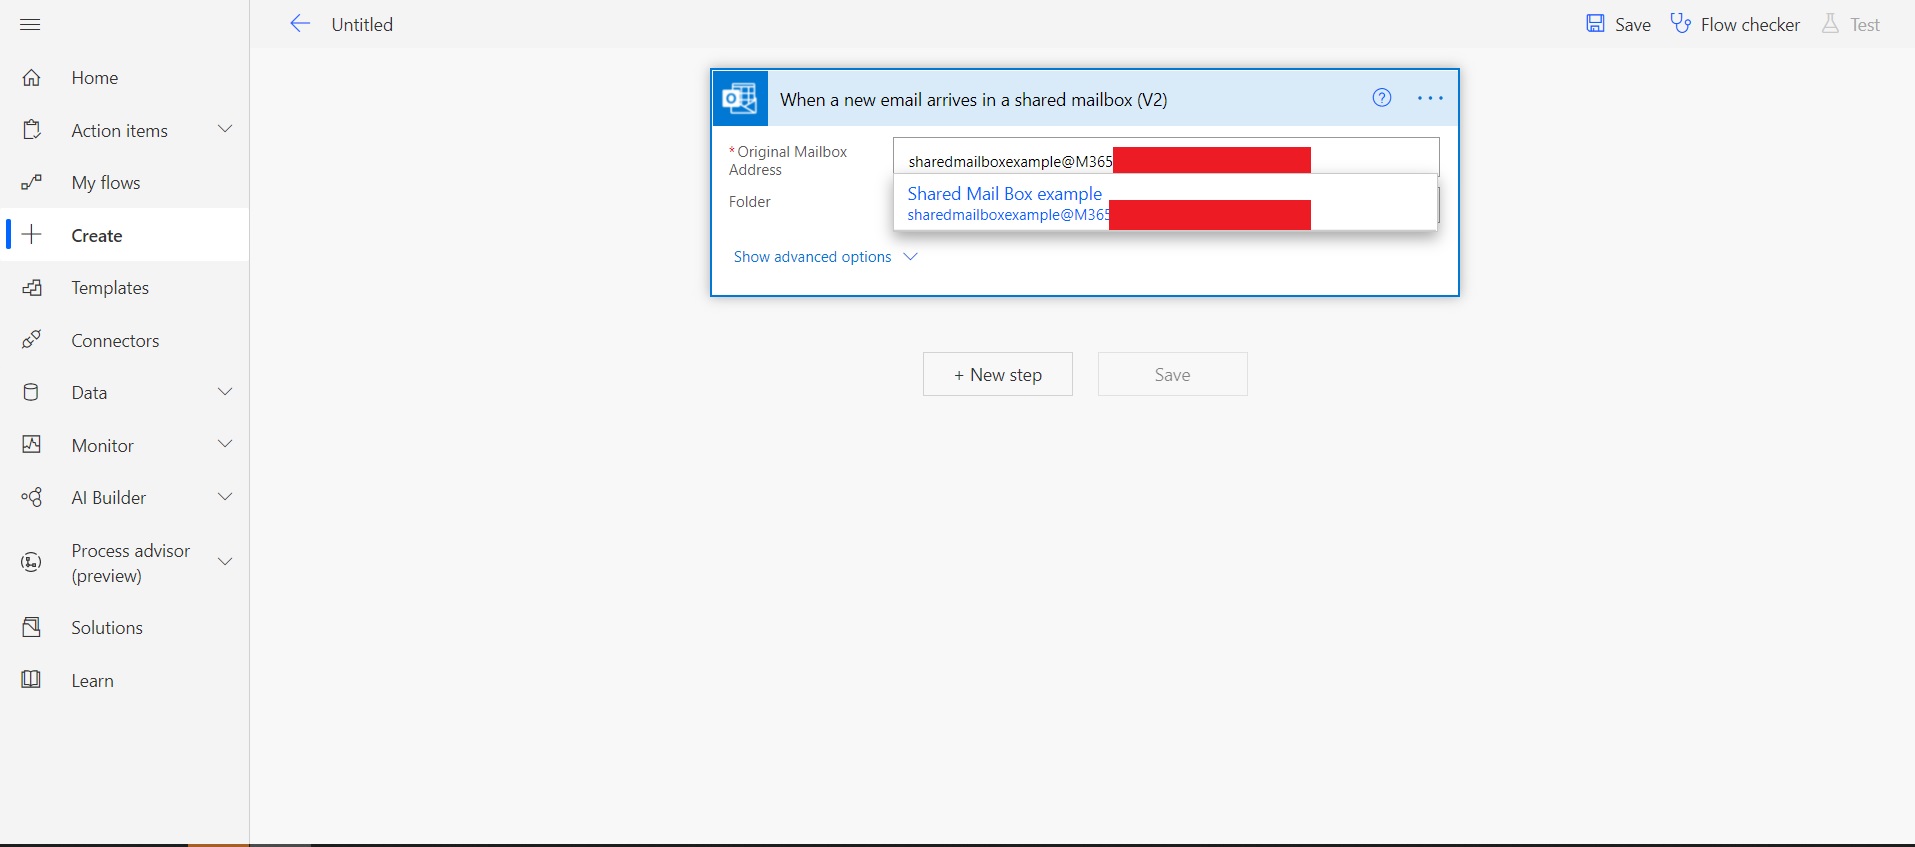 Untitled
Save
Flow checker
Test
Home
Action items
My flows
Create
Templates
Connectors
Data
Monitor
AI Builder
Process advisor
(preview)
Solutions
Learn
When a new email arrives in a shared mailbox (V2)
* Original Mailbox
Address
sharedmailboxexample@M365
Shared Mail Box example
sharedmailboxexample@M365
Folder
Show advanced options
+ New step
Save